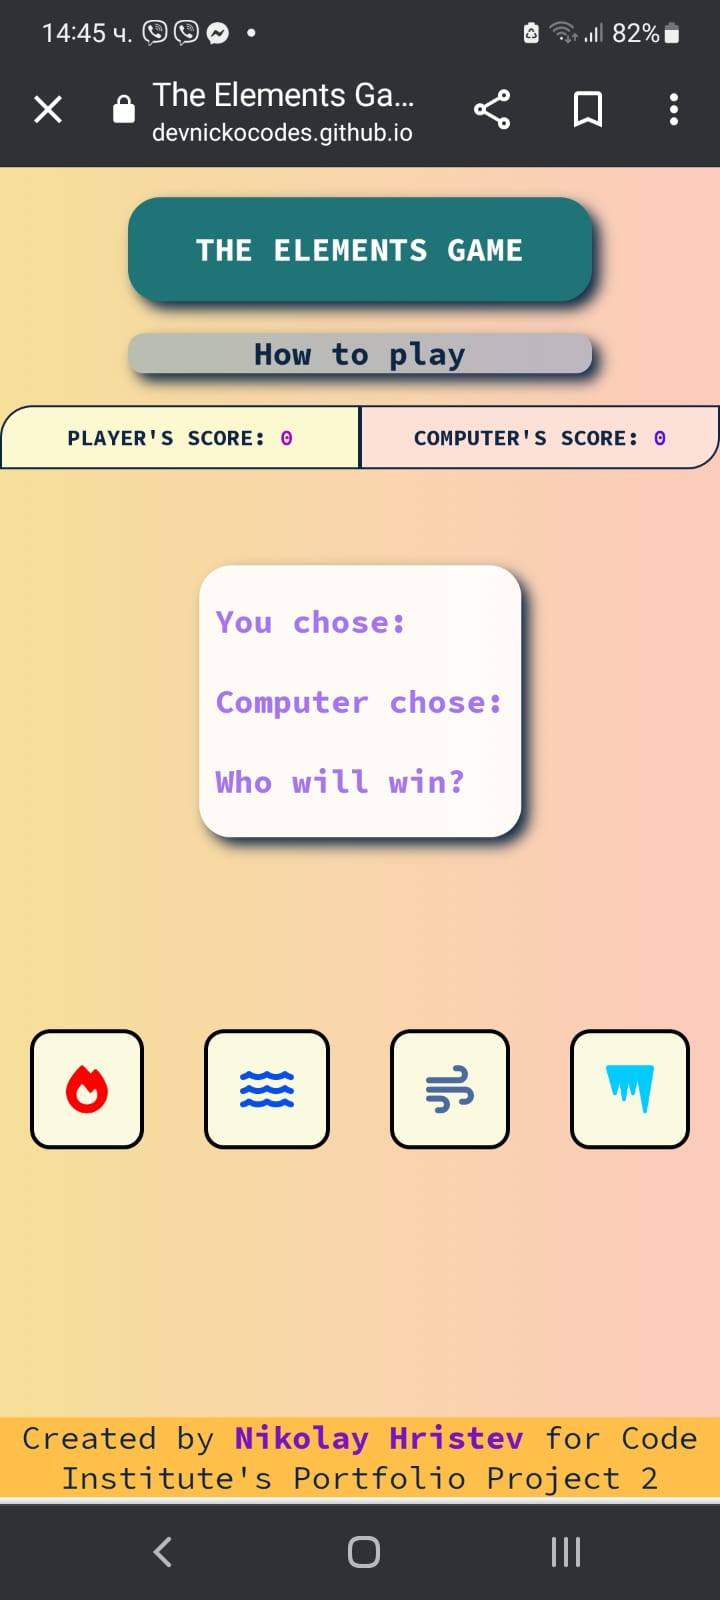 14:45 ч.
82%
The Elements Ga...
devnickocodes.github.io
THE ELEMENTS GAME
How to play
PLAYER'S SCORE: 0
COMPUTER'S SCORE: 0
You chose:
Computer chose:
Who will win?
Created by Nikolay Hristev for Code
Institute's Portfolio Project 2